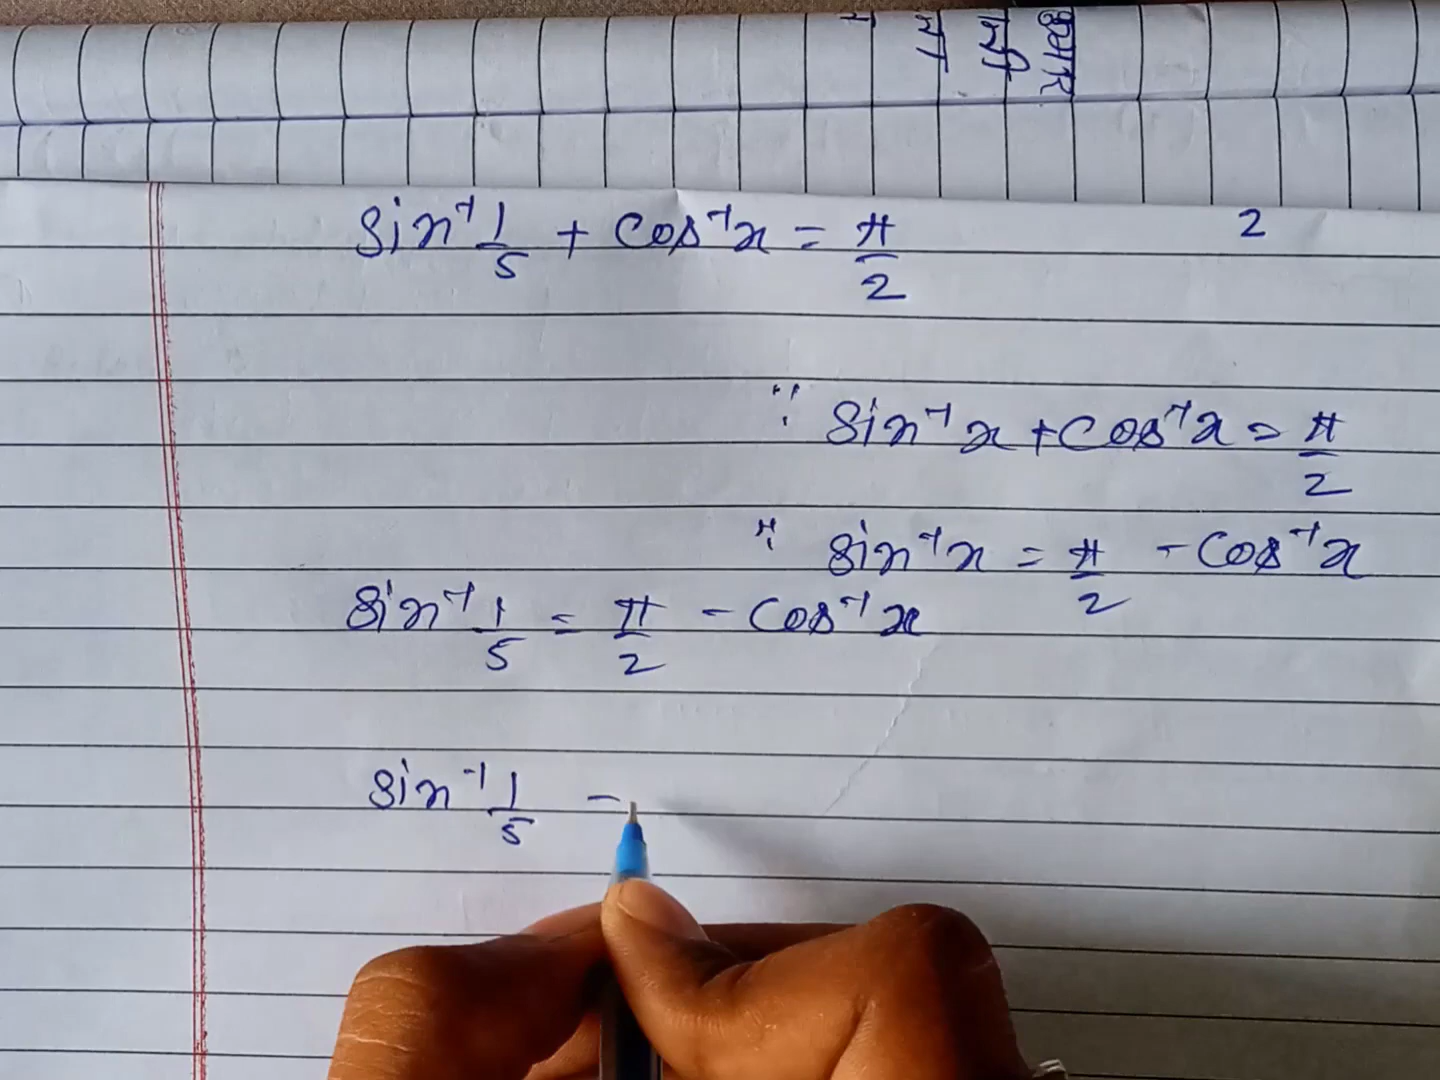 2
sin⁻¹ 1/5 + cos⁻¹x = π/2
∵ sin⁻¹x + cos⁻¹x = π/2
∵ sin⁻¹x = π/2 - cos⁻¹x
sin⁻¹ 1/5 = π/2 - cos⁻¹x
sin⁻¹ 1/5 -